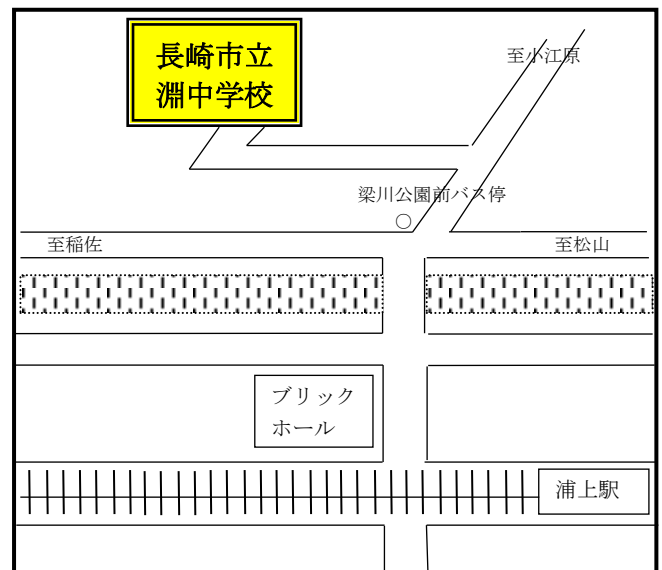 長崎市立
淵中学校
至小江原
梁川公園前バス停
至稲佐
至松山
ブリック
ホール
浦上駅